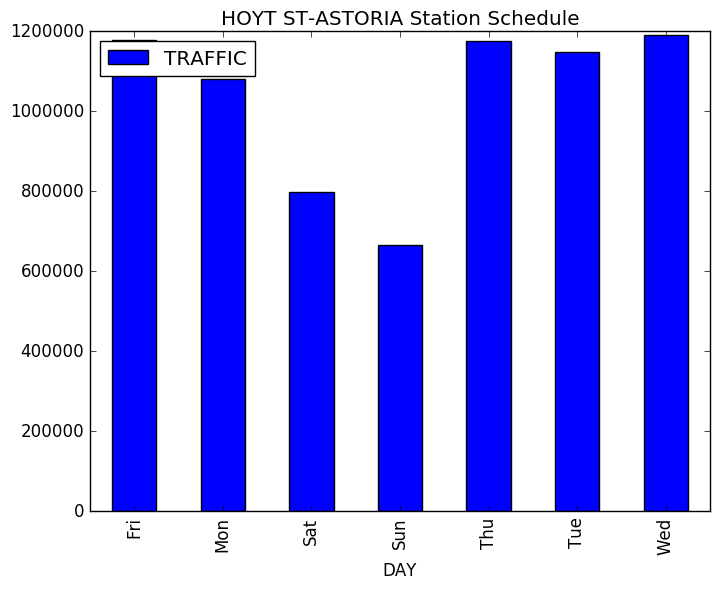 HOYT ST-ASTORIA Station Schedule
TRAFFIC
1200000
1000000
800000
600000
400000
200000
0
Fri
Mon
Sat
Sun
Thu
Tue
Wed
DAY